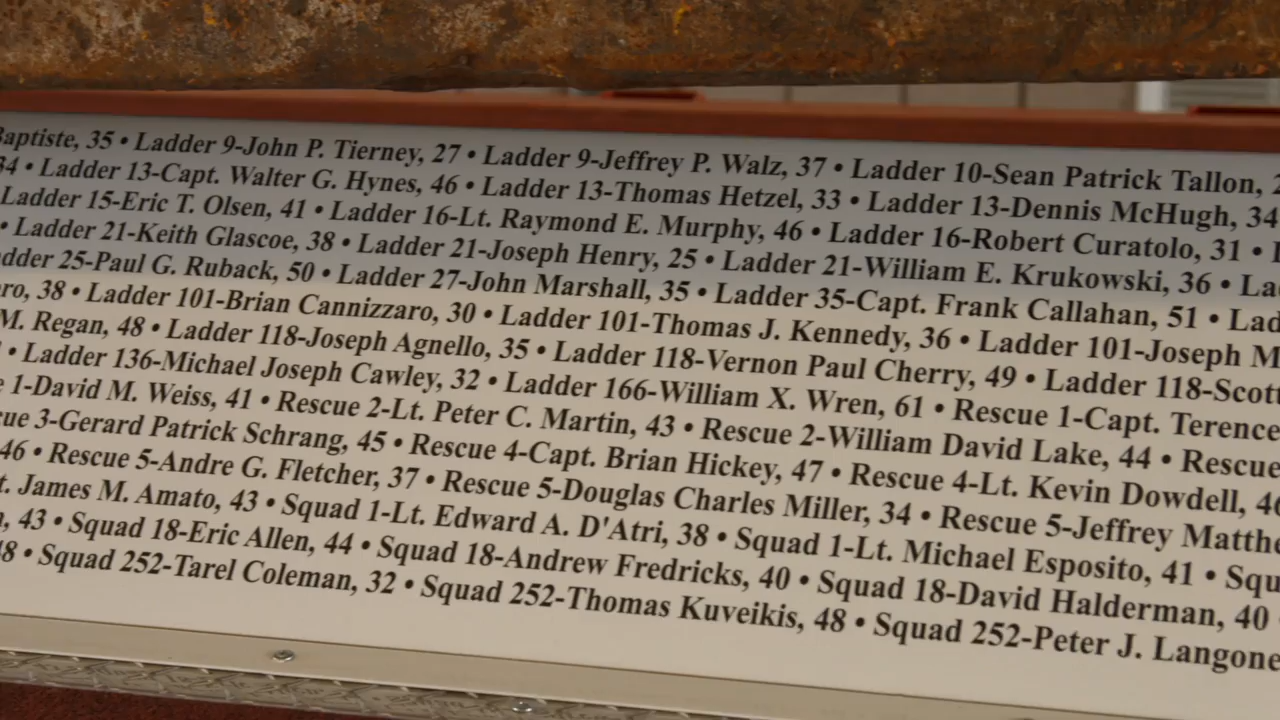 Baptiste, 35 • Ladder 9-John P. Tierney, 27 • Ladder 9-Jeffrey P. Walz, 37 • Ladder 10-Sean Patrick Tallon,
34 • Ladder 13-Capt. Walter G. Hynes, 46 • Ladder 13-Thomas Hetzel, 33 • Ladder 13-Dennis McHugh, 34
Ladder 15-Eric T. Olsen, 41 • Ladder 16-Lt. Raymond E. Murphy, 46 • Ladder 16-Robert Curatolo, 31 •
• Ladder 21-Keith Glascoe, 38 • Ladder 21-Joseph Henry, 25 • Ladder 21-William E. Krukowski, 36 • La
adder 25-Paul G. Ruback, 50 • Ladder 27-John Marshall, 35 • Ladder 35-Capt. Frank Callahan, 51 • Lad
ro, 38 • Ladder 101-Brian Cannizzaro, 30 • Ladder 101-Thomas J. Kennedy, 36 • Ladder 101-Joseph M
M. Regan, 48 • Ladder 118-Joseph Agnello, 35 • Ladder 118-Vernon Paul Cherry, 49 • Ladder 118-Scott
• Ladder 136-Michael Joseph Cawley, 32 • Ladder 166-William X. Wren, 61 • Rescue 1-Capt. Terence
e 1-David M. Weiss, 41 • Rescue 2-Lt. Peter C. Martin, 43 • Rescue 2-William David Lake, 44 • Rescue
cue 3-Gerard Patrick Schrang, 45 • Rescue 4-Capt. Brian Hickey, 47 • Rescue 4-Lt. Kevin Dowdell, 46
46 • Rescue 5-Andre G. Fletcher, 37 • Rescue 5-Douglas Charles Miller, 34 • Rescue 5-Jeffrey Matthe
t. James M. Amato, 43 • Squad 1-Lt. Edward A. D'Atri, 38 • Squad 1-Lt. Michael Esposito, 41 • Squ
, 43 • Squad 18-Eric Allen, 44 • Squad 18-Andrew Fredricks, 40 • Squad 18-David Halderman, 40
48 • Squad 252-Tarel Coleman, 32 • Squad 252-Thomas Kuveikis, 48 • Squad 252-Peter J. Langone